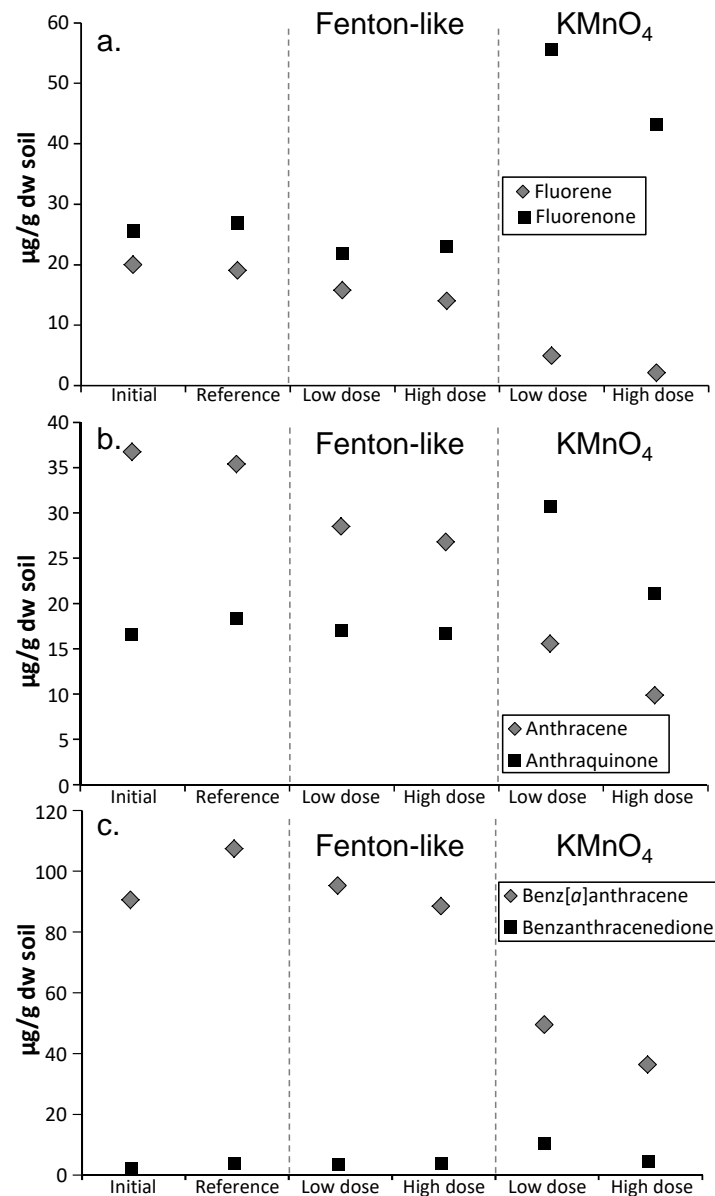 a.
Fenton-like
KMnO₄
µg/g dw soil
60
50
40
30
20
10
0
Fluorene
Fluorenone
Initial
Reference
Low dose
High dose
Low dose
High dose
b.
Fenton-like
KMnO₄
µg/g dw soil
40
35
30
25
20
15
10
5
0
Anthracene
Anthraquinone
Initial
Reference
Low dose
High dose
Low dose
High dose
c.
Fenton-like
KMnO₄
µg/g dw soil
120
100
80
60
40
20
0
Benz[a]anthracene
Benzanthracenedione
Initial
Reference
Low dose
High dose
Low dose
High dose